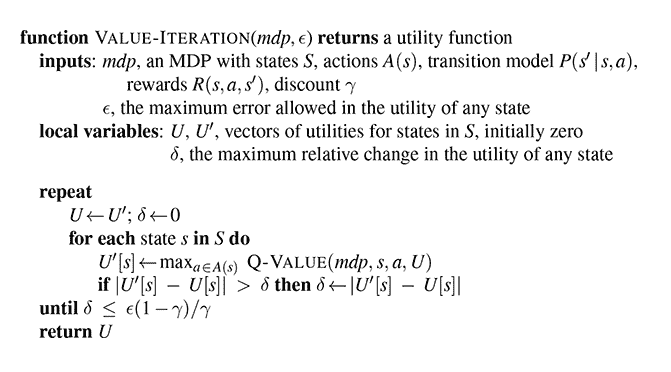 function VALUE-ITERATION(mdp, ϵ) returns a utility function
inputs: mdp, an MDP with states S, actions A(s), transition model P(s′ | s, a),
rewards R(s, a, s′), discount γ
ϵ, the maximum error allowed in the utility of any state
local variables: U, U′, vectors of utilities for states in S, initially zero
δ, the maximum relative change in the utility of any state
repeat
U ← U′; δ ← 0
for each state s in S do
U′[s] ← max_{a∈A(s)} Q-VALUE(mdp, s, a, U)
if |U′[s] − U[s]| > δ then δ ← |U′[s] − U[s]|
until δ ≤ ϵ(1−γ)/γ
return U